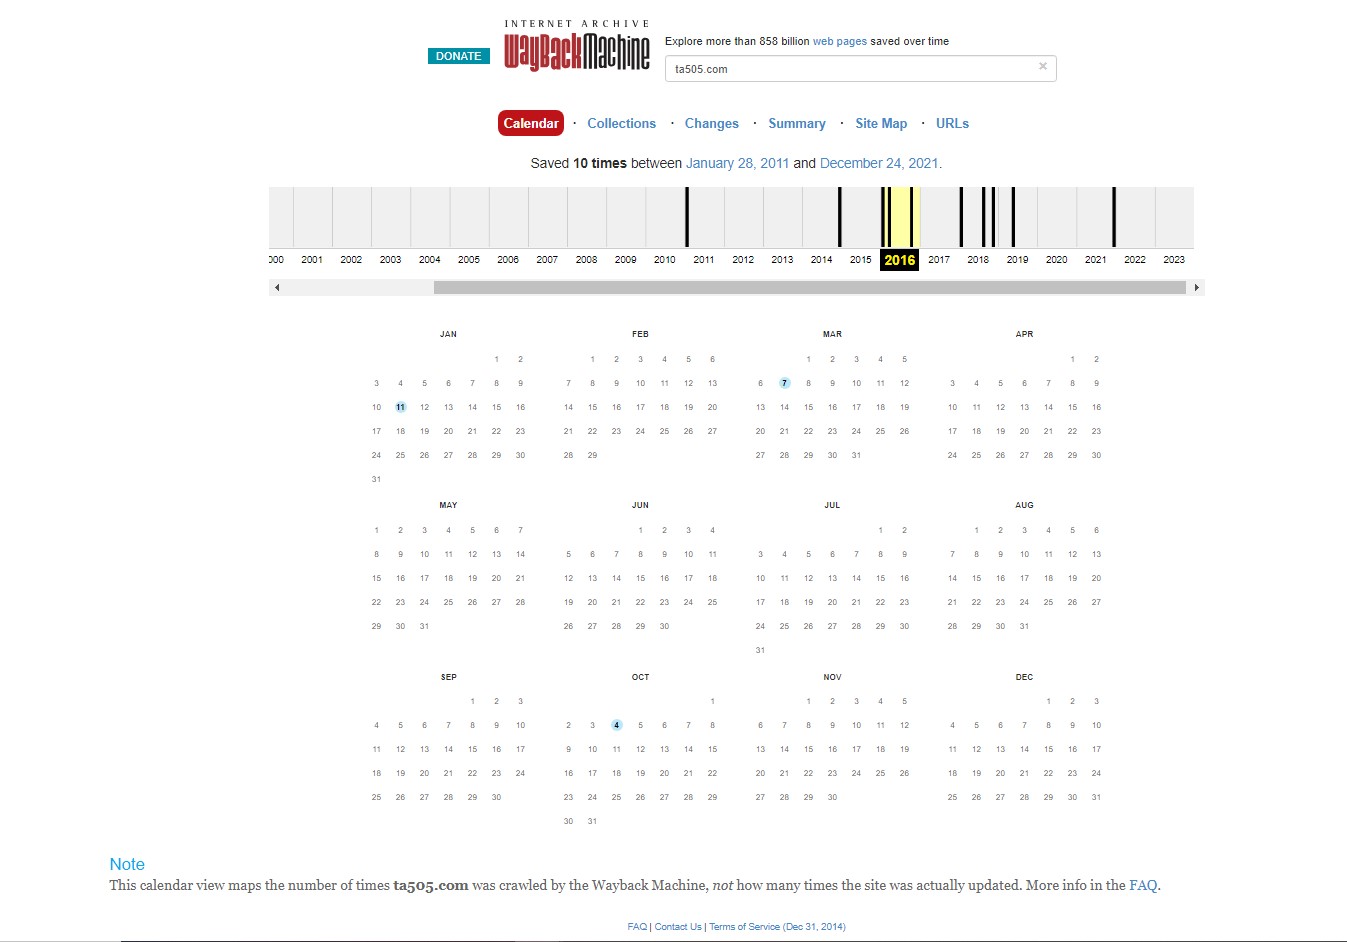 INTERNET ARCHIVE
DONATE
WayBackMachine
Explore more than 858 billion web pages saved over time
ta505.com ×
Calendar · Collections · Changes · Summary · Site Map · URLs
Saved 10 times between January 28, 2011 and December 24, 2021.
000 2001 2002 2003 2004 2005 2006 2007 2008 2009 2010 2011 2012 2013 2014 2015 2016 2017 2018 2019 2020 2021 2022 2023
JAN FEB MAR APR
1 2 1 2 3 4 5 6 1 2 3 4 5 1 2
3 4 5 6 7 8 9 7 8 9 10 11 12 13 6 7 8 9 10 11 12 3 4 5 6 7 8 9
10 11 12 13 14 15 16 14 15 16 17 18 19 20 13 14 15 16 17 18 19 10 11 12 13 14 15 16
17 18 19 20 21 22 23 21 22 23 24 25 26 27 20 21 22 23 24 25 26 17 18 19 20 21 22 23
24 25 26 27 28 29 30 28 29 27 28 29 30 31 24 25 26 27 28 29 30
31
MAY JUN JUL AUG
1 2 3 4 5 6 7 1 2 3 4 1 2 1 2 3 4 5 6
8 9 10 11 12 13 14 5 6 7 8 9 10 11 3 4 5 6 7 8 9 7 8 9 10 11 12 13
15 16 17 18 19 20 21 12 13 14 15 16 17 18 10 11 12 13 14 15 16 14 15 16 17 18 19 20
22 23 24 25 26 27 28 19 20 21 22 23 24 25 17 18 19 20 21 22 23 21 22 23 24 25 26 27
29 30 31 26 27 28 29 30 24 25 26 27 28 29 30 28 29 30 31
31
SEP OCT NOV DEC
1 2 3 1 1 2 3 4 5 1 2 3
4 5 6 7 8 9 10 2 3 4 5 6 7 8 6 7 8 9 10 11 12 4 5 6 7 8 9 10
11 12 13 14 15 16 17 9 10 11 12 13 14 15 13 14 15 16 17 18 19 11 12 13 14 15 16 17
18 19 20 21 22 23 24 16 17 18 19 20 21 22 20 21 22 23 24 25 26 18 19 20 21 22 23 24
25 26 27 28 29 30 23 24 25 26 27 28 29 27 28 29 30 25 26 27 28 29 30 31
30 31
Note
This calendar view maps the number of times ta505.com was crawled by the Wayback Machine, not how many times the site was actually updated. More info in the FAQ.
FAQ | Contact Us | Terms of Service (Dec 31, 2014)